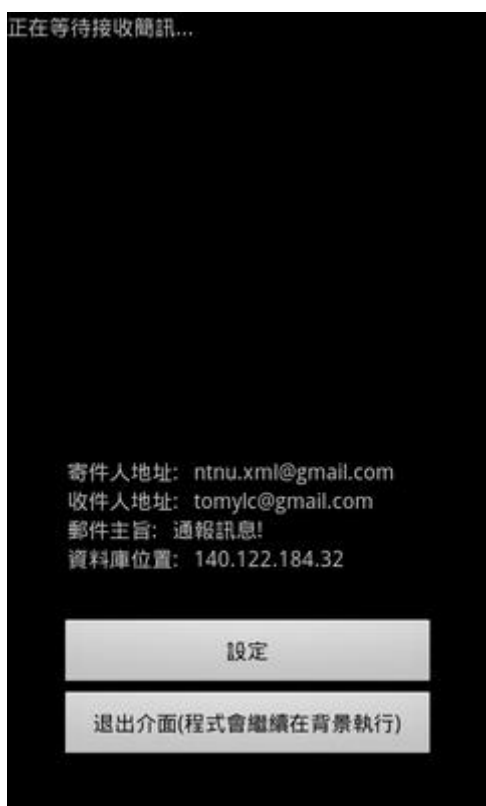 正在等待接收簡訊...
寄件人地址: ntnu.xml@gmail.com
收件人地址: tomylc@gmail.com
郵件主旨: 通報訊息!
資料庫位置: 140.122.184.32
設定
退出介面(程式會繼續在背景執行)